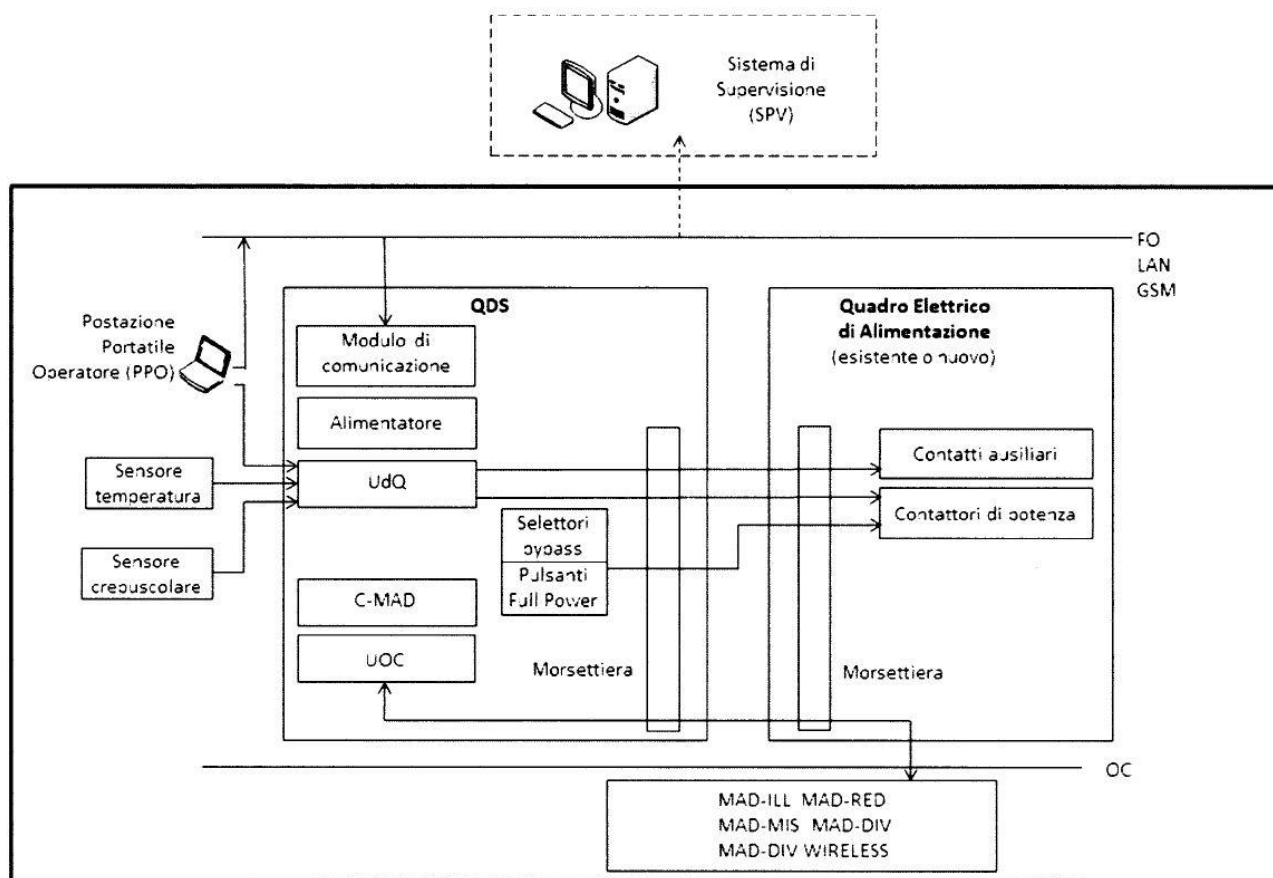 Sistema di
Supervisione
(SPV)
FO
LAN
GSM
QDS
Quadro Elettrico
di Alimentazione
(esistente o nuovo)
Postazione
Portatile
Operatore (PPO)
Modulo di
comunicazione
Alimentatore
Contatti ausiliari
Sensore
temperatura
UdQ
Contattori di potenza
Selettori
bypass
Sensore
crepuscolare
Pulsanti
Full Power
C-MAD
UOC
Morsettiera
Morsettiera
OC
MAD-ILL MAD-RED
MAD-MIS MAD-DIV
MAD-DIV WIRELESS